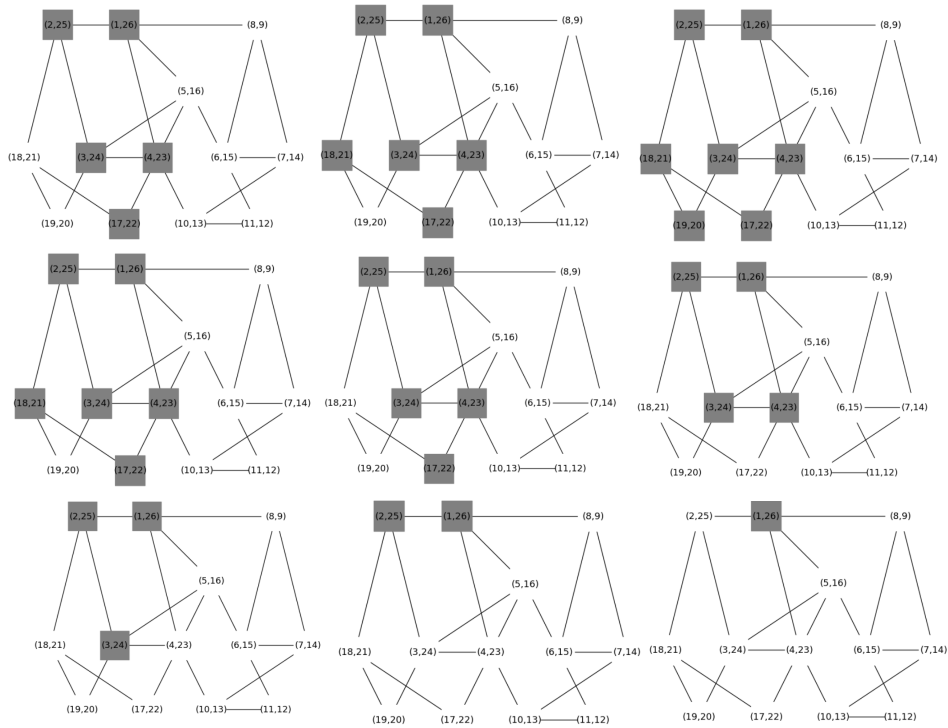 (2,25) (1,26) (8,9)
(5,16)
(18,21) (3,24) (4,23) (6,15) (7,14)
(19,20) (17,22) (10,13) (11,12)
(2,25) (1,26) (8,9)
(5,16)
(18,21) (3,24) (4,23) (6,15) (7,14)
(19,20) (17,22) (10,13) (11,12)
(2,25) (1,26) (8,9)
(5,16)
(18,21) (3,24) (4,23) (6,15) (7,14)
(19,20) (17,22) (10,13) (11,12)
(2,25) (1,26) (8,9)
(5,16)
(18,21) (3,24) (4,23) (6,15) (7,14)
(19,20) (17,22) (10,13) (11,12)
(2,25) (1,26) (8,9)
(5,16)
(18,21) (3,24) (4,23) (6,15) (7,14)
(19,20) (17,22) (10,13) (11,12)
(2,25) (1,26) (8,9)
(5,16)
(18,21) (3,24) (4,23) (6,15) (7,14)
(19,20) (17,22) (10,13) (11,12)
(2,25) (1,26) (8,9)
(5,16)
(18,21) (3,24) (4,23) (6,15) (7,14)
(19,20) (17,22) (10,13) (11,12)
(2,25) (1,26) (8,9)
(5,16)
(18,21) (3,24) (4,23) (6,15) (7,14)
(19,20) (17,22) (10,13) (11,12)
(2,25) (1,26) (8,9)
(5,16)
(18,21) (3,24) (4,23) (6,15) (7,14)
(19,20) (17,22) (10,13) (11,12)